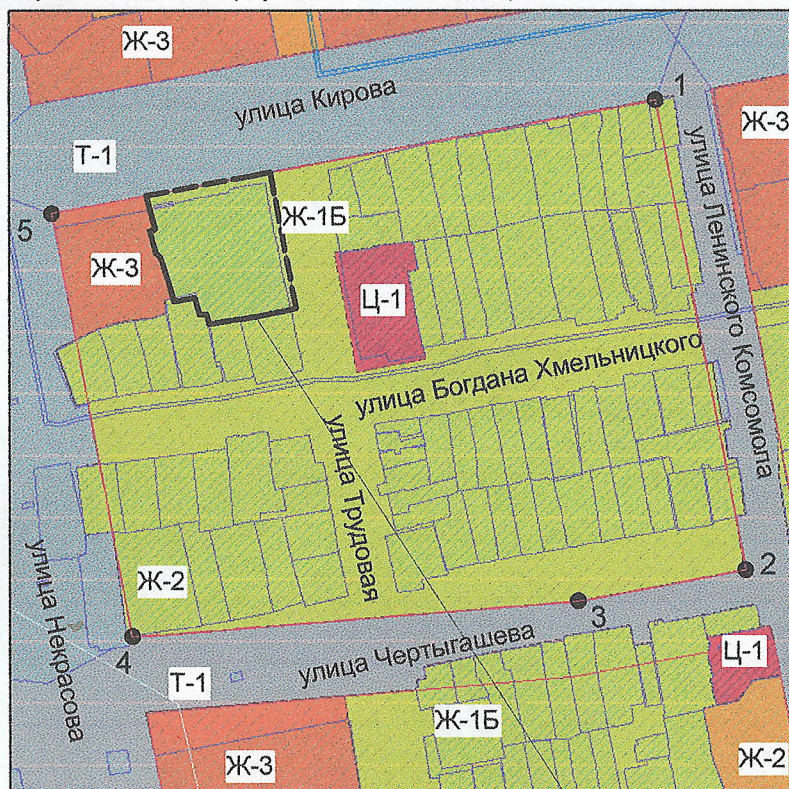 Ж-3
улица Кирова
1
Ж-3
Т-1
5
Ж-1Б
Ж-3
Ц-1
улица Ленинского Комсомола
улица Богдана Хмельницкого
улица Трудовая
улица Некрасова
Ж-2
2
3
4
улица Чертыгашева
Т-1
Ц-1
Ж-1Б
Ж-3
Ж-2